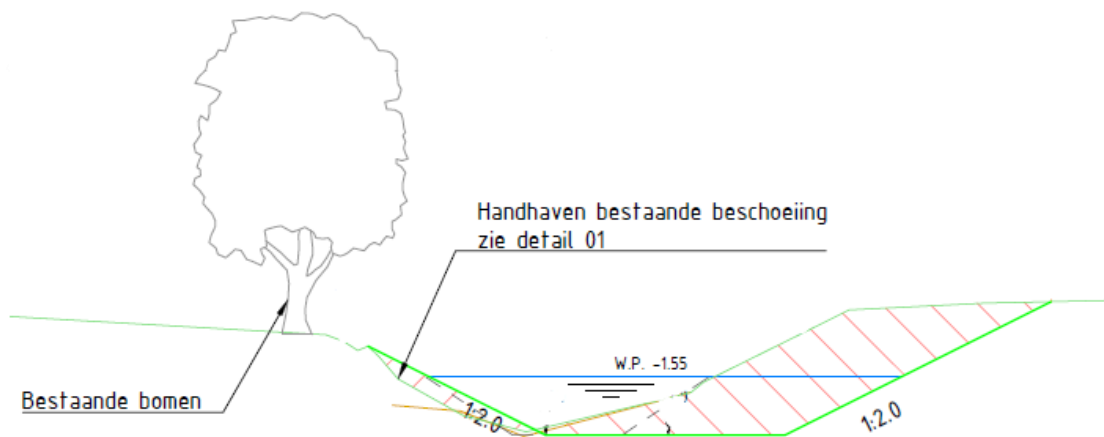 Handhaven bestaande beschoeiing
zie detail 01
W.P. -1.55
Bestaande bomen
1:2.0
1:2.0